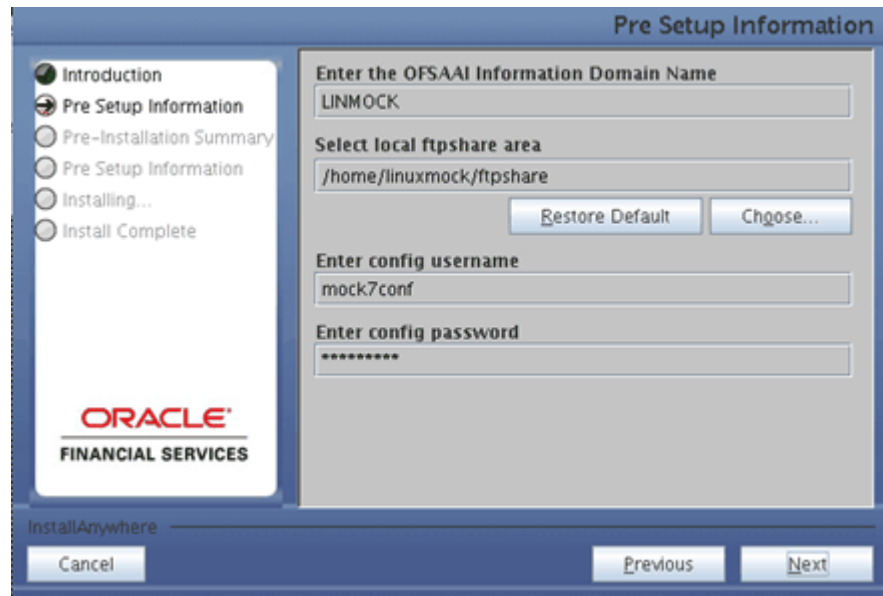 Pre Setup Information
Introduction
Pre Setup Information
Pre-Installation Summary
Pre Setup Information
Installing...
Install Complete
ORACLE
FINANCIAL SERVICES
Enter the OFSAAI Information Domain Name
LINMOCK
Select local ftpshare area
/home/linuxmock/ftpshare
Restore Default
Choose...
Enter config username
mock7conf
Enter config password
*********
InstallAnywhere
Cancel
Previous
Next